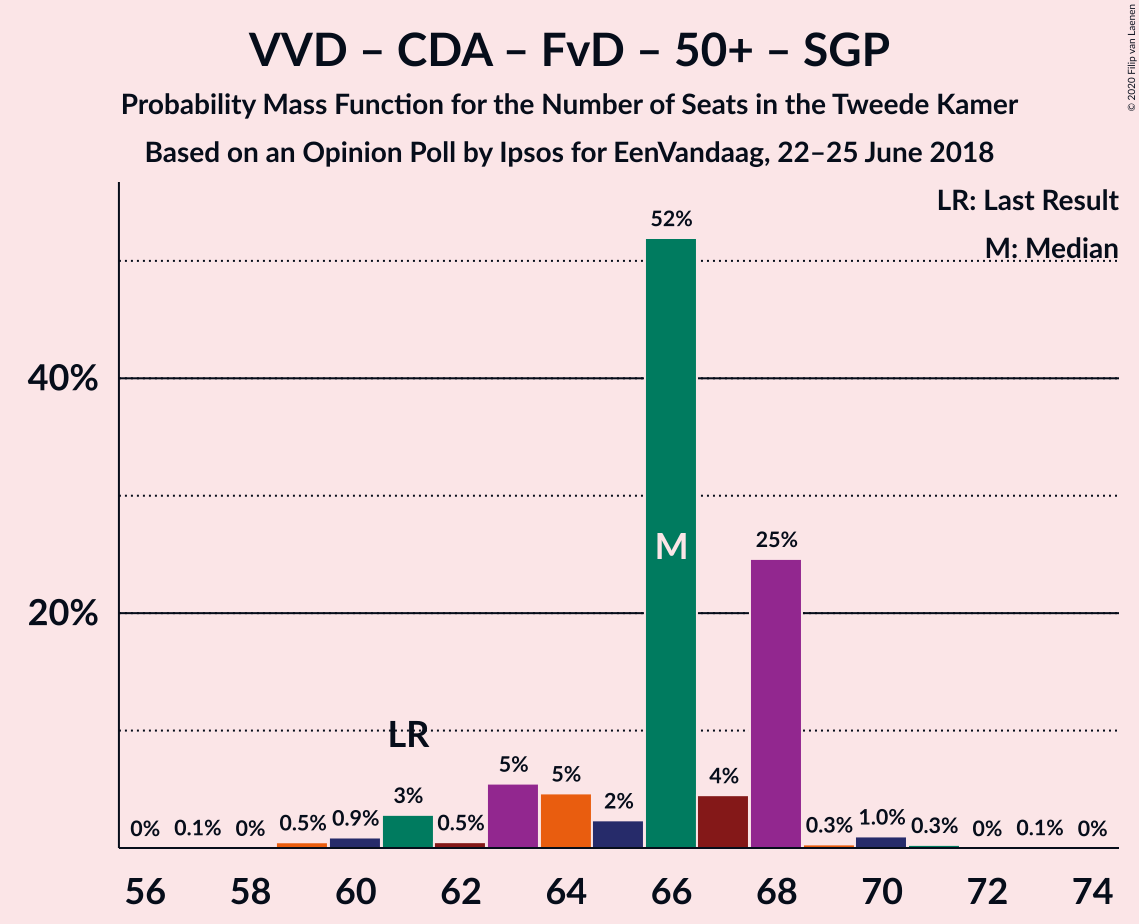 VVD – CDA – FvD – 50+ – SGP
Probability Mass Function for the Number of Seats in the Tweede Kamer
Based on an Opinion Poll by Ipsos for EenVandaag, 22–25 June 2018
© 2020 Filip van Laenen
LR: Last Result
M: Median
40%
20%
0% 0.1% 0% 0.5% 0.9% 3% 0.5% 5% 5% 2% 52% 4% 25% 0.3% 1.0% 0.3% 0% 0.1% 0%
LR
M
56 58 60 62 64 66 68 70 72 74